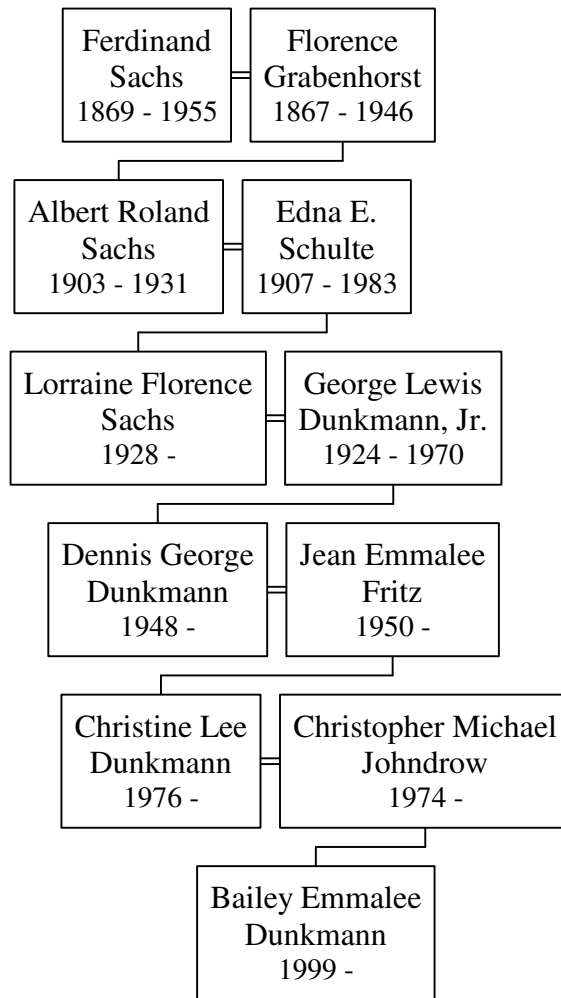 Ferdinand
Sachs
1869 - 1955
Florence
Grabenhorst
1867 - 1946
Albert Roland
Sachs
1903 - 1931
Edna E.
Schulte
1907 - 1983
Lorraine Florence
Sachs
1928 -
George Lewis
Dunkmann, Jr.
1924 - 1970
Dennis George
Dunkmann
1948 -
Jean Emmalee
Fritz
1950 -
Christine Lee
Dunkmann
1976 -
Christopher Michael
Johndrow
1974 -
Bailey Emmalee
Dunkmann
1999 -